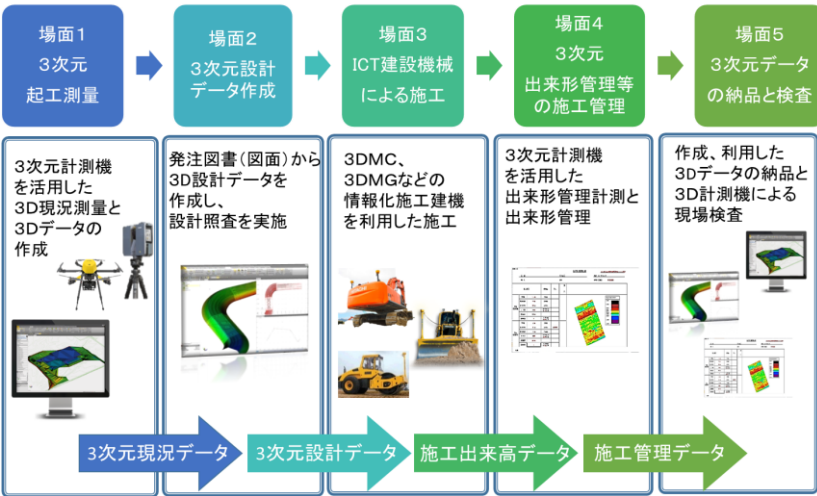 場面1
3次元
起工測量
場面2
3次元設計
データ作成
場面3
ICT建設機械
による施工
場面4
3次元
出来形管理等
の施工管理
場面5
3次元データ
の納品と検査
3次元計測機
を活用した
3D現況測量と
3Dデータの
作成
発注図書(図面)から
3D設計データを
作成し、
設計照査を実施
3DMC、
3DMGなどの
情報化施工建機
を利用した施工
3次元計測機
を活用した
出来形管理計測と
出来形管理
作成、利用した
3Dデータの納品と
3D計測機による
現場検査
3次元現況データ
3次元設計データ
施工出来高データ
施工管理データ